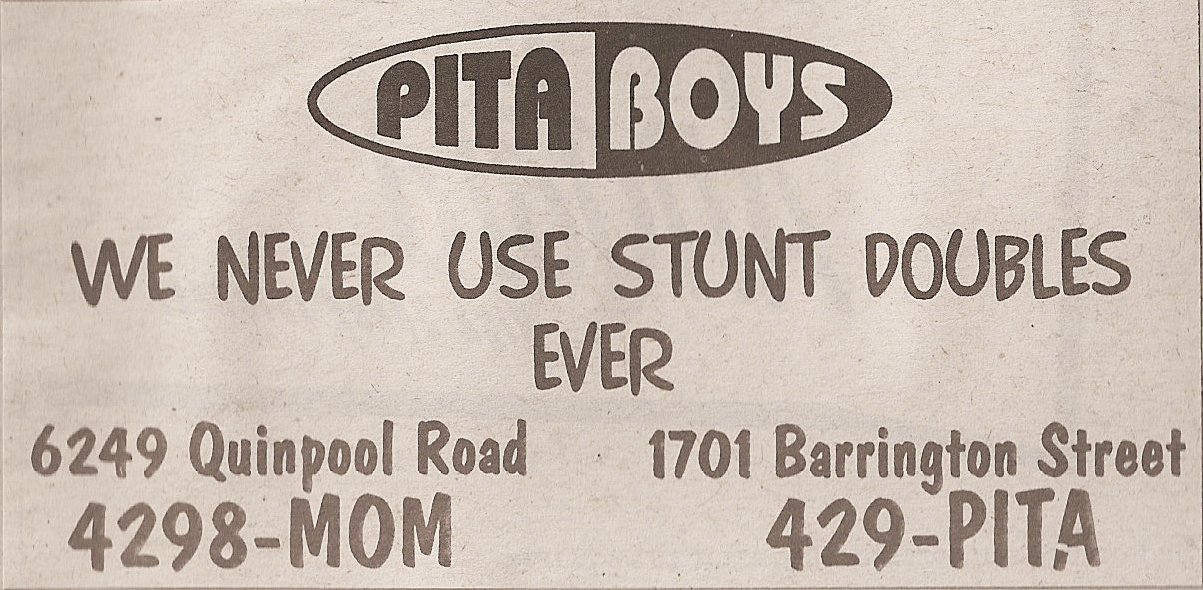 PITA BOYS
WE NEVER USE STUNT DOUBLES
EVER
6249 Quinpool Road
4298-MOM
1701 Barrington Street
429-PITA